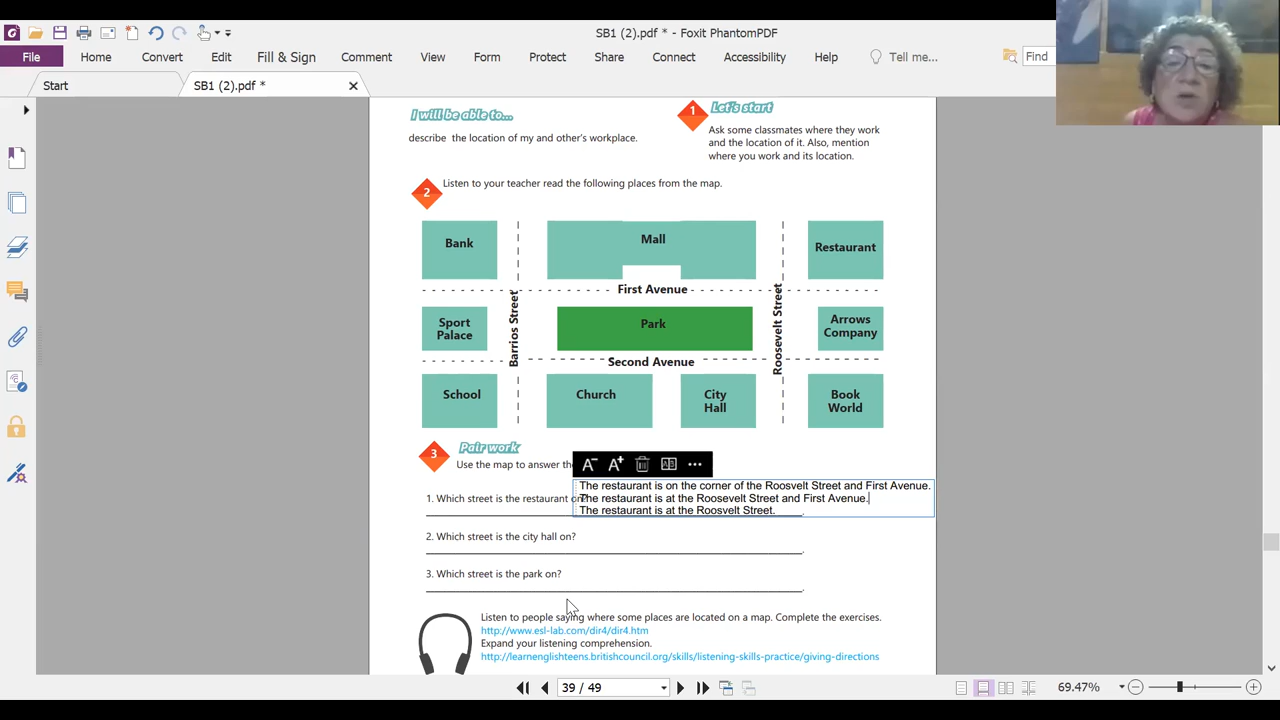 SB1 (2).pdf * - Foxit PhantomPDF
File Home Convert Edit Fill & Sign Comment View Form Protect Share Connect Accessibility Help Tell me... Find
Start SB1 (2).pdf *
I will be able to...
describe the location of my and other's workplace.
1 Let's start
Ask some classmates where they work
and the location of it. Also, mention
where you work and its location.
2 Listen to your teacher read the following places from the map.
Bank
Mall
Restaurant
First Avenue
Sport
Palace
Barrios Street
Park
Roosevelt Street
Arrows
Company
Second Avenue
School
Church
City
Hall
Book
World
3 Pair work
Use the map to answer the
The restaurant is on the corner of the Roosvelt Street and First Avenue.
1. Which street is the restaurant on?
The restaurant is at the Roosevelt Street and First Avenue.
The restaurant is at the Roosvelt Street.
2. Which street is the city hall on?
3. Which street is the park on?
Listen to people saying where some places are located on a map. Complete the exercises.
http://www.esl-lab.com/dir4/dir4.htm
Expand your listening comprehension.
http://learnenglishteens.britishcouncil.org/skills/listening-skills-practice/giving-directions
39 / 49
69.47%